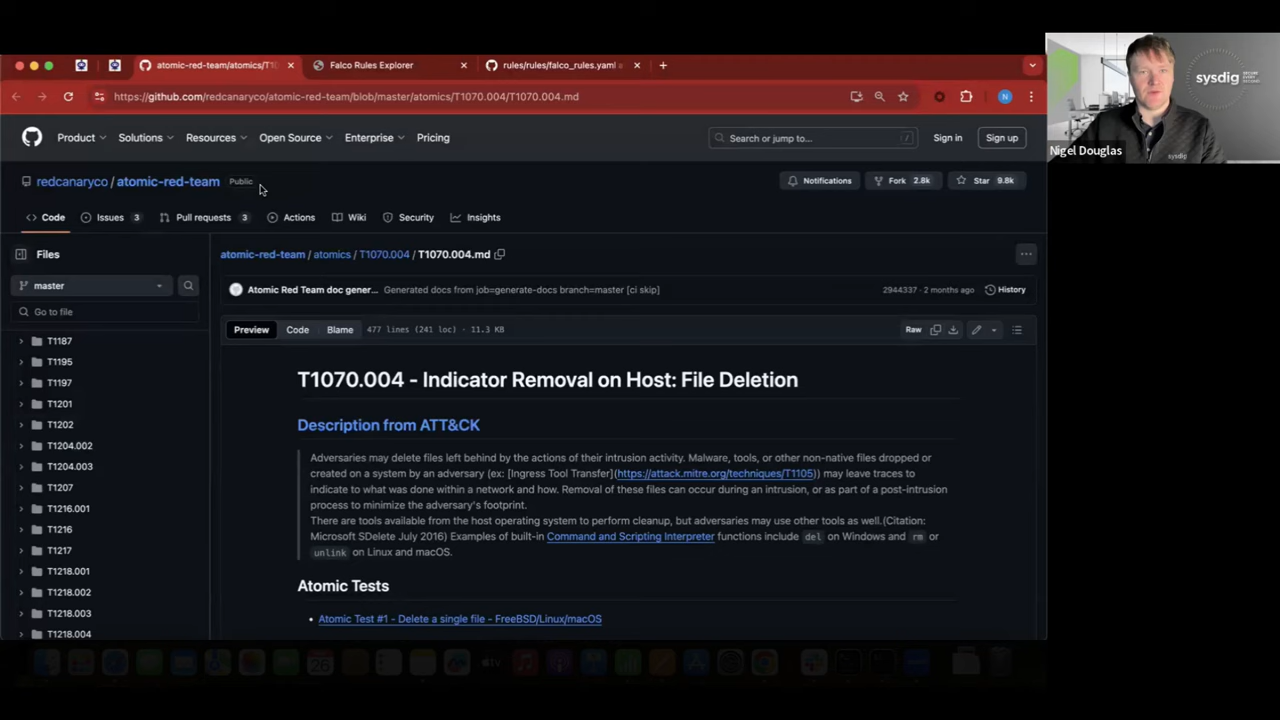 atomic-red-team/atomics/T10
Falco Rules Explorer
rules/rules/falco_rules.yaml
https://github.com/redcanaryco/atomic-red-team/blob/master/atomics/T1070.004/T1070.004.md
N
Product
Solutions
Resources
Open Source
Enterprise
Pricing
Search or jump to...
/
Sign in
Sign up
redcanaryco / atomic-red-team
Public
Notifications
Fork 2.8k
Star 9.8k
Code
Issues 3
Pull requests 3
Actions
Wiki
Security
Insights
Files
master
Go to file
T1187
T1195
T1197
T1201
T1202
T1204.002
T1204.003
T1207
T1216.001
T1216
T1217
T1218.001
T1218.002
T1218.003
T1218.004
atomic-red-team / atomics / T1070.004 / T1070.004.md
Atomic Red Team doc gener... Generated docs from job=generate-docs branch=master [ci skip]
2944337 · 2 months ago
History
Preview
Code
Blame
477 lines (241 loc) · 11.3 KB
Raw
T1070.004 - Indicator Removal on Host: File Deletion
Description from ATT&CK
Adversaries may delete files left behind by the actions of their intrusion activity. Malware, tools, or other non-native files dropped or
created on a system by an adversary (ex: [Ingress Tool Transfer](https://attack.mitre.org/techniques/T1105)) may leave traces to
indicate to what was done within a network and how. Removal of these files can occur during an intrusion, or as part of a post-intrusion
process to minimize the adversary's footprint.
There are tools available from the host operating system to perform cleanup, but adversaries may use other tools as well.(Citation:
Microsoft SDelete July 2016) Examples of built-in Command and Scripting Interpreter functions include del on Windows and rm or
unlink on Linux and macOS.
Atomic Tests
• Atomic Test #1 - Delete a single file - FreeBSD/Linux/macOS
26
sysdig
sysdig
Nigel Douglas